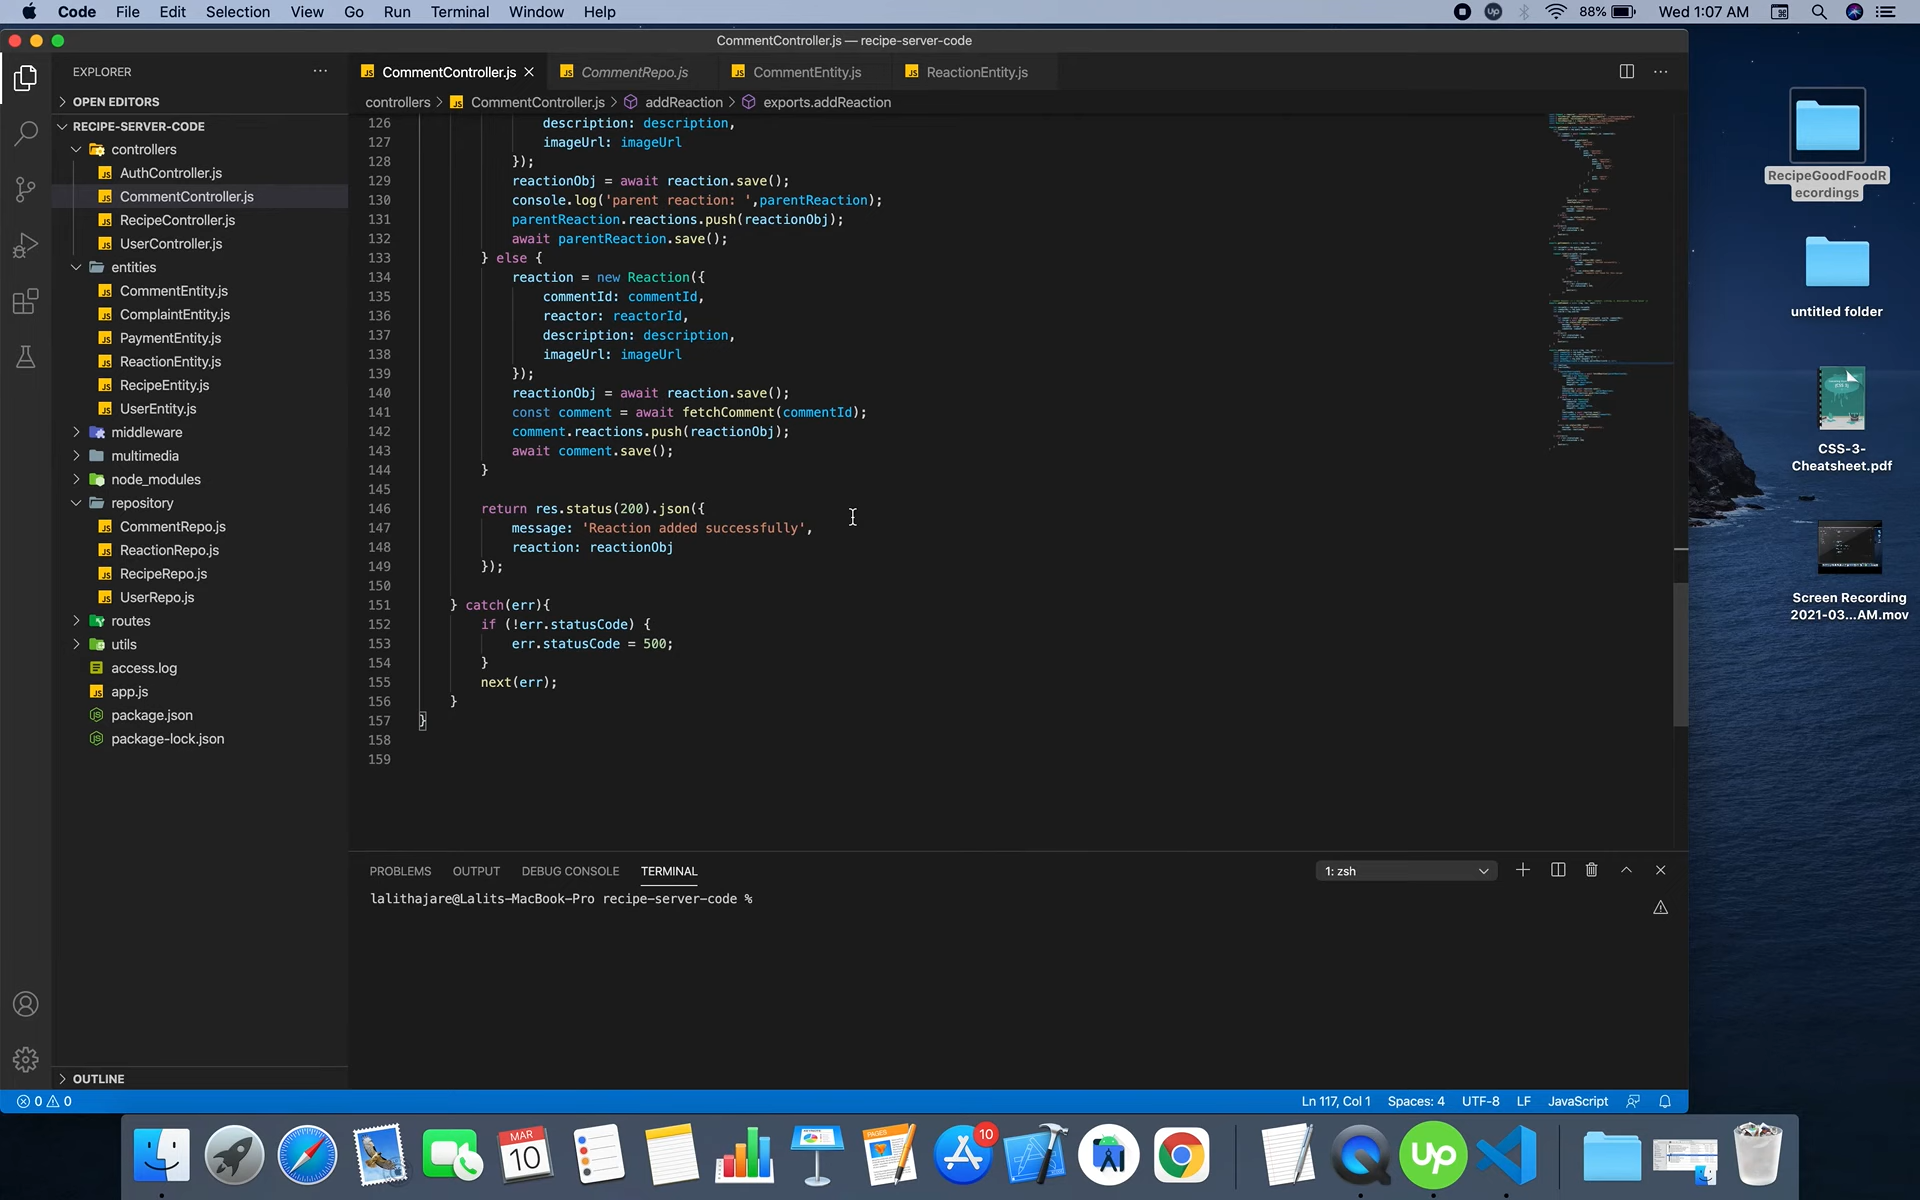 Code File Edit Selection View Go Run Terminal Window Help
Up 88% Wed 1:07 AM
CommentController.js — recipe-server-code
EXPLORER
OPEN EDITORS
RECIPE-SERVER-CODE
controllers
AuthController.js
CommentController.js
RecipeController.js
UserController.js
entities
CommentEntity.js
ComplaintEntity.js
PaymentEntity.js
ReactionEntity.js
RecipeEntity.js
UserEntity.js
middleware
multimedia
node_modules
repository
CommentRepo.js
ReactionRepo.js
RecipeRepo.js
UserRepo.js
routes
utils
access.log
app.js
package.json
package-lock.json
OUTLINE
CommentController.js CommentRepo.js CommentEntity.js ReactionEntity.js
controllers > CommentController.js > addReaction > exports.addReaction
126 description: description,
127 imageUrl: imageUrl
128 });
129 reactionObj = await reaction.save();
130 console.log('parent reaction: ',parentReaction);
131 parentReaction.reactions.push(reactionObj);
132 await parentReaction.save();
133 } else {
134 reaction = new Reaction({
135 commentId: commentId,
136 reactor: reactorId,
137 description: description,
138 imageUrl: imageUrl
139 });
140 reactionObj = await reaction.save();
141 const comment = await fetchComment(commentId);
142 comment.reactions.push(reactionObj);
143 await comment.save();
144 }
145
146 return res.status(200).json({
147 message: 'Reaction added successfully',
148 reaction: reactionObj
149 });
150
151 } catch(err){
152 if (!err.statusCode) {
153 err.statusCode = 500;
154 }
155 next(err);
156 }
157 }
158
159
PROBLEMS OUTPUT DEBUG CONSOLE TERMINAL
1: zsh
lalithajare@Lalits-MacBook-Pro recipe-server-code %
0 0
Ln 117, Col 1 Spaces: 4 UTF-8 LF JavaScript
RecipeGoodFoodR
ecordings
untitled folder
CSS-3-
Cheatsheet.pdf
Screen Recording
2021-03...AM.mov
MAR
10
PAGES
10
Up